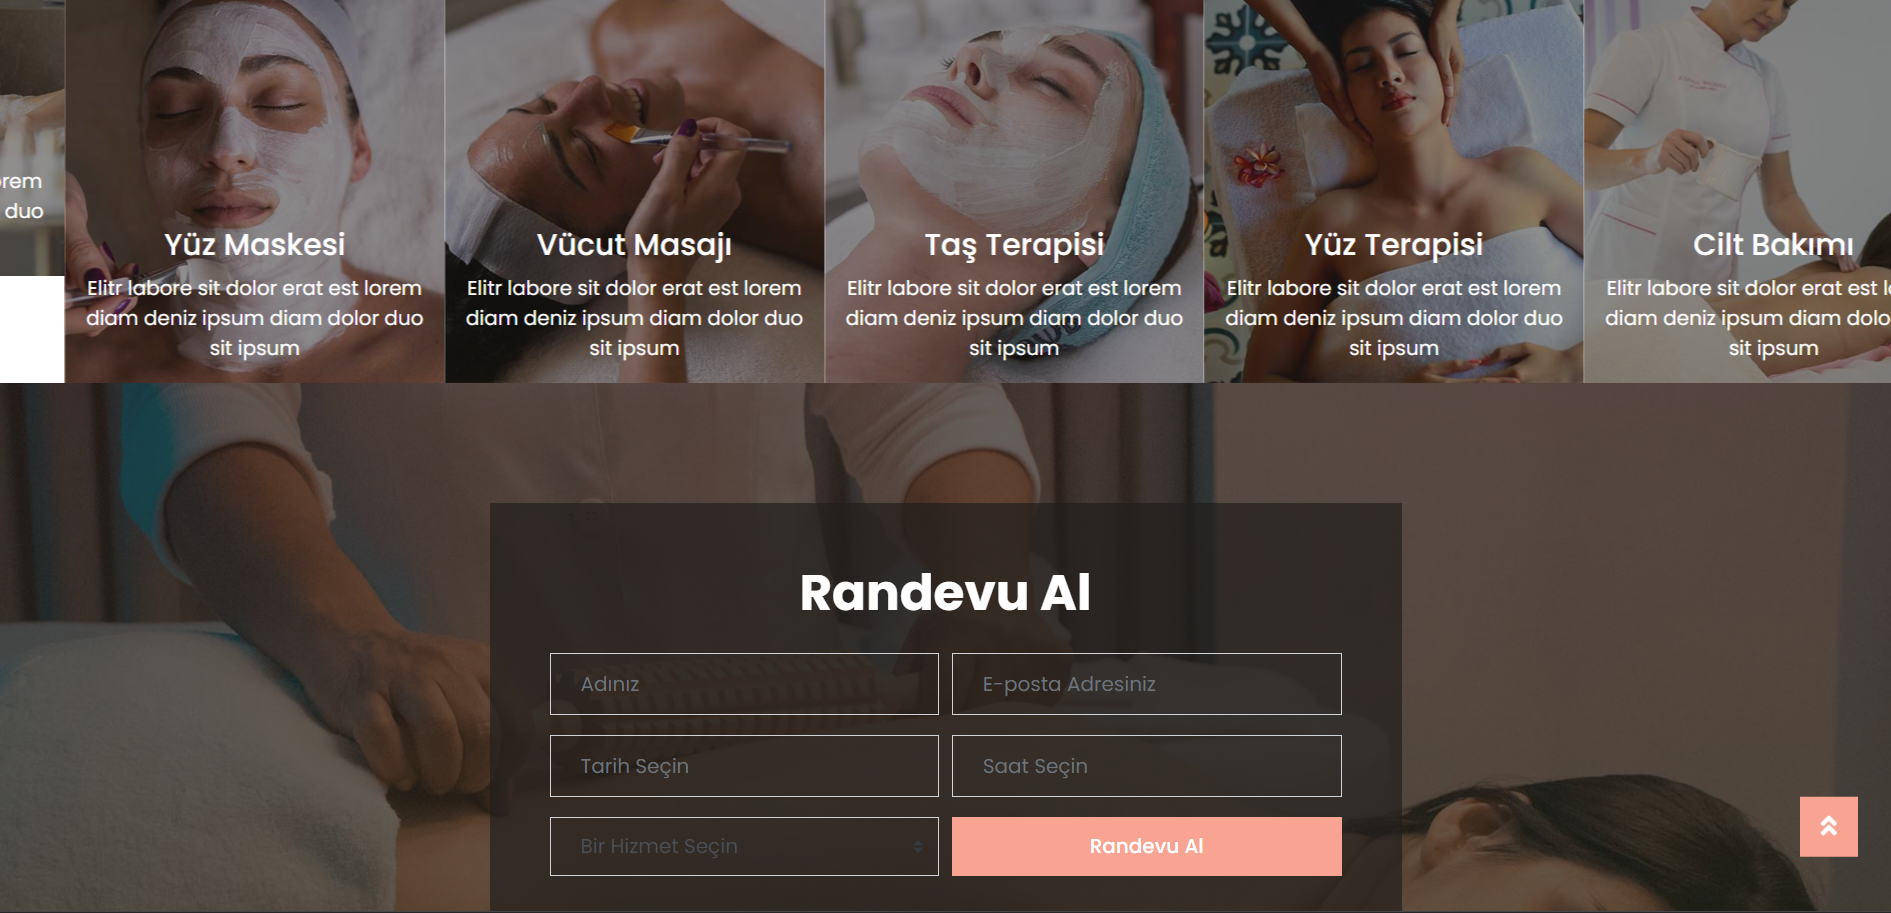 orem
duo
Yüz Maskesi
Elitr labore sit dolor erat est lorem
diam deniz ipsum diam dolor duo
sit ipsum
Vücut Masajı
Elitr labore sit dolor erat est lorem
diam deniz ipsum diam dolor duo
sit ipsum
Taş Terapisi
Elitr labore sit dolor erat est lorem
diam deniz ipsum diam dolor duo
sit ipsum
Yüz Terapisi
Elitr labore sit dolor erat est lorem
diam deniz ipsum diam dolor duo
sit ipsum
Cilt Bakımı
Elitr labore sit dolor erat est lo
diam deniz ipsum diam dolo
sit ipsum
Randevu Al
Adınız
E-posta Adresiniz
Tarih Seçin
Saat Seçin
Bir Hizmet Seçin
Randevu Al